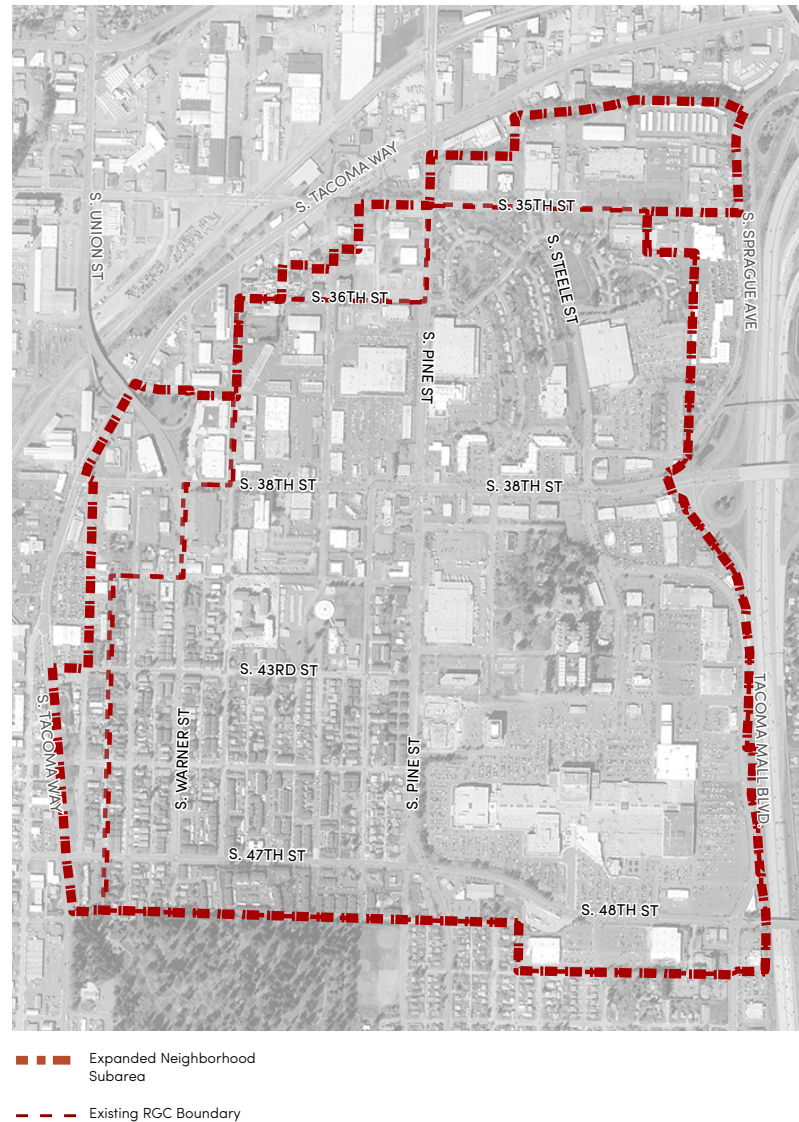 S. TACOMA WAY
S. UNION ST
S. 35TH ST
S. SPRAGUE AVE
S. STEELE ST
S. 36TH ST
S. PINE ST
S. 38TH ST
S. 38TH ST
S. 43RD ST
S. TACOMA WAY
S. WARNER ST
S. PINE ST
TACOMA MALL BLVD.
S. 47TH ST
S. 48TH ST
Expanded Neighborhood
Subarea
Existing RGC Boundary